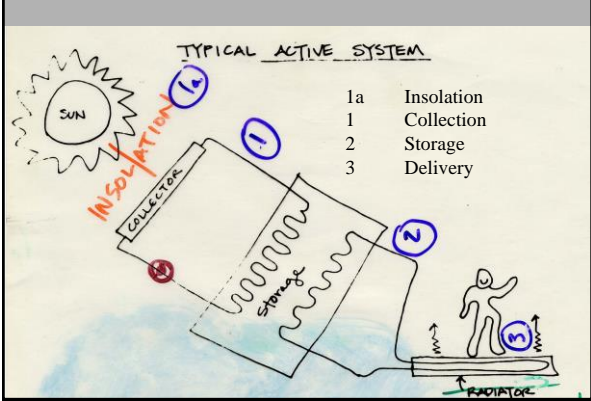 TYPICAL ACTIVE SYSTEM
SUN
INSOLATION
1a
1a Insolation
1 Collection
2 Storage
3 Delivery
1
COLLECTOR
2
Storage
3
RADIATOR